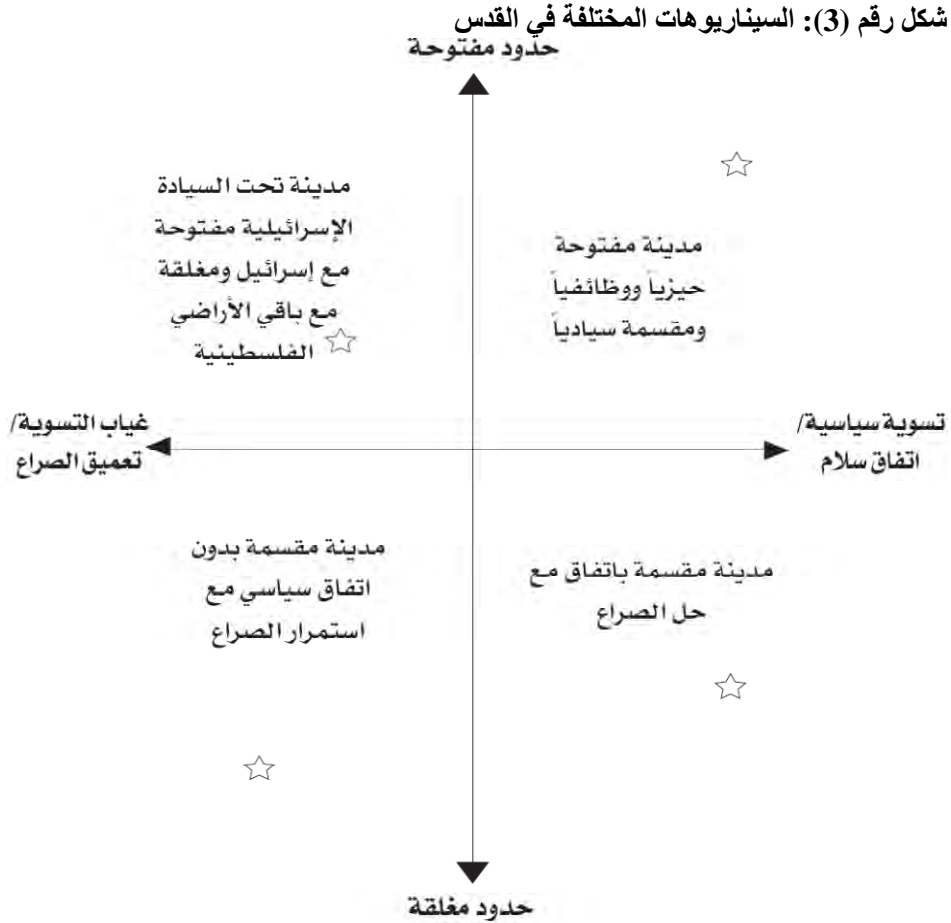 شكل رقم (3): السيناريوهات المختلفة في القدس
حدود مفتوحة
مدينة مفتوحة
حيزياً ووظائفياً
ومقسمة سيادياً
مدينة تحت السيادة
الإسرائيلية مفتوحة
مع إسرائيل ومغلقة
مع باقي الأراضي
الفلسطينية
تسوية سياسية/
اتفاق سلام
غياب التسوية/
تعميق الصراع
مدينة مقسمة باتفاق مع
حل الصراع
مدينة مقسمة بدون
اتفاق سياسي مع
استمرار الصراع
حدود مغلقة